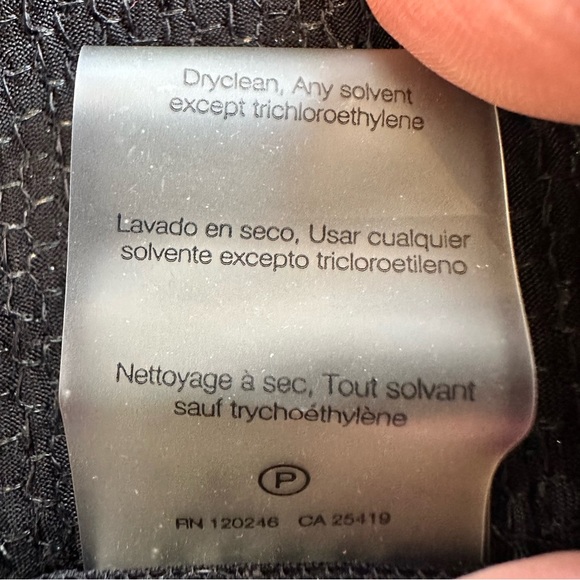 Dryclean, Any solvent
except trichloroethylene
Lavado en seco, Usar cualquier
solvente excepto tricloroetileno
Nettoyage à sec, Tout solvant
sauf trychoéthylène
P
RN 120246 CA 25419